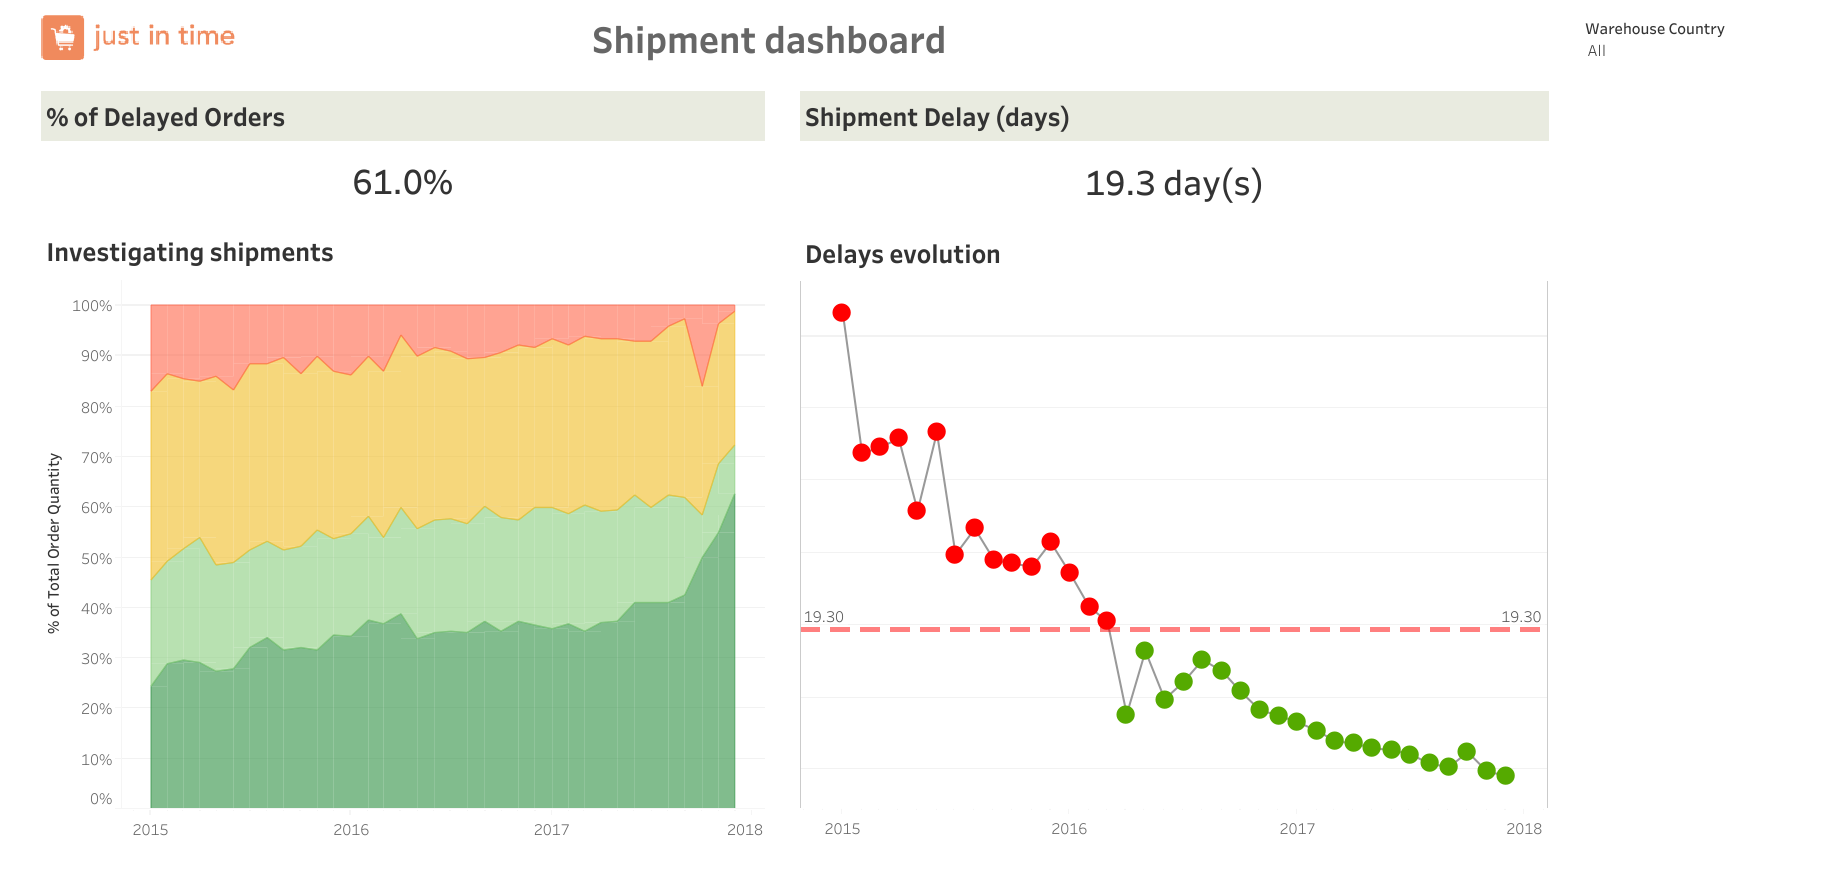 just in time
Shipment dashboard
Warehouse Country
All
% of Delayed Orders
61.0%
Shipment Delay (days)
19.3 day(s)
Investigating shipments
% of Total Order Quantity
100%
90%
80%
70%
60%
50%
40%
30%
20%
10%
0%
2015 2016 2017 2018
Delays evolution
19.30 19.30
2015 2016 2017 2018